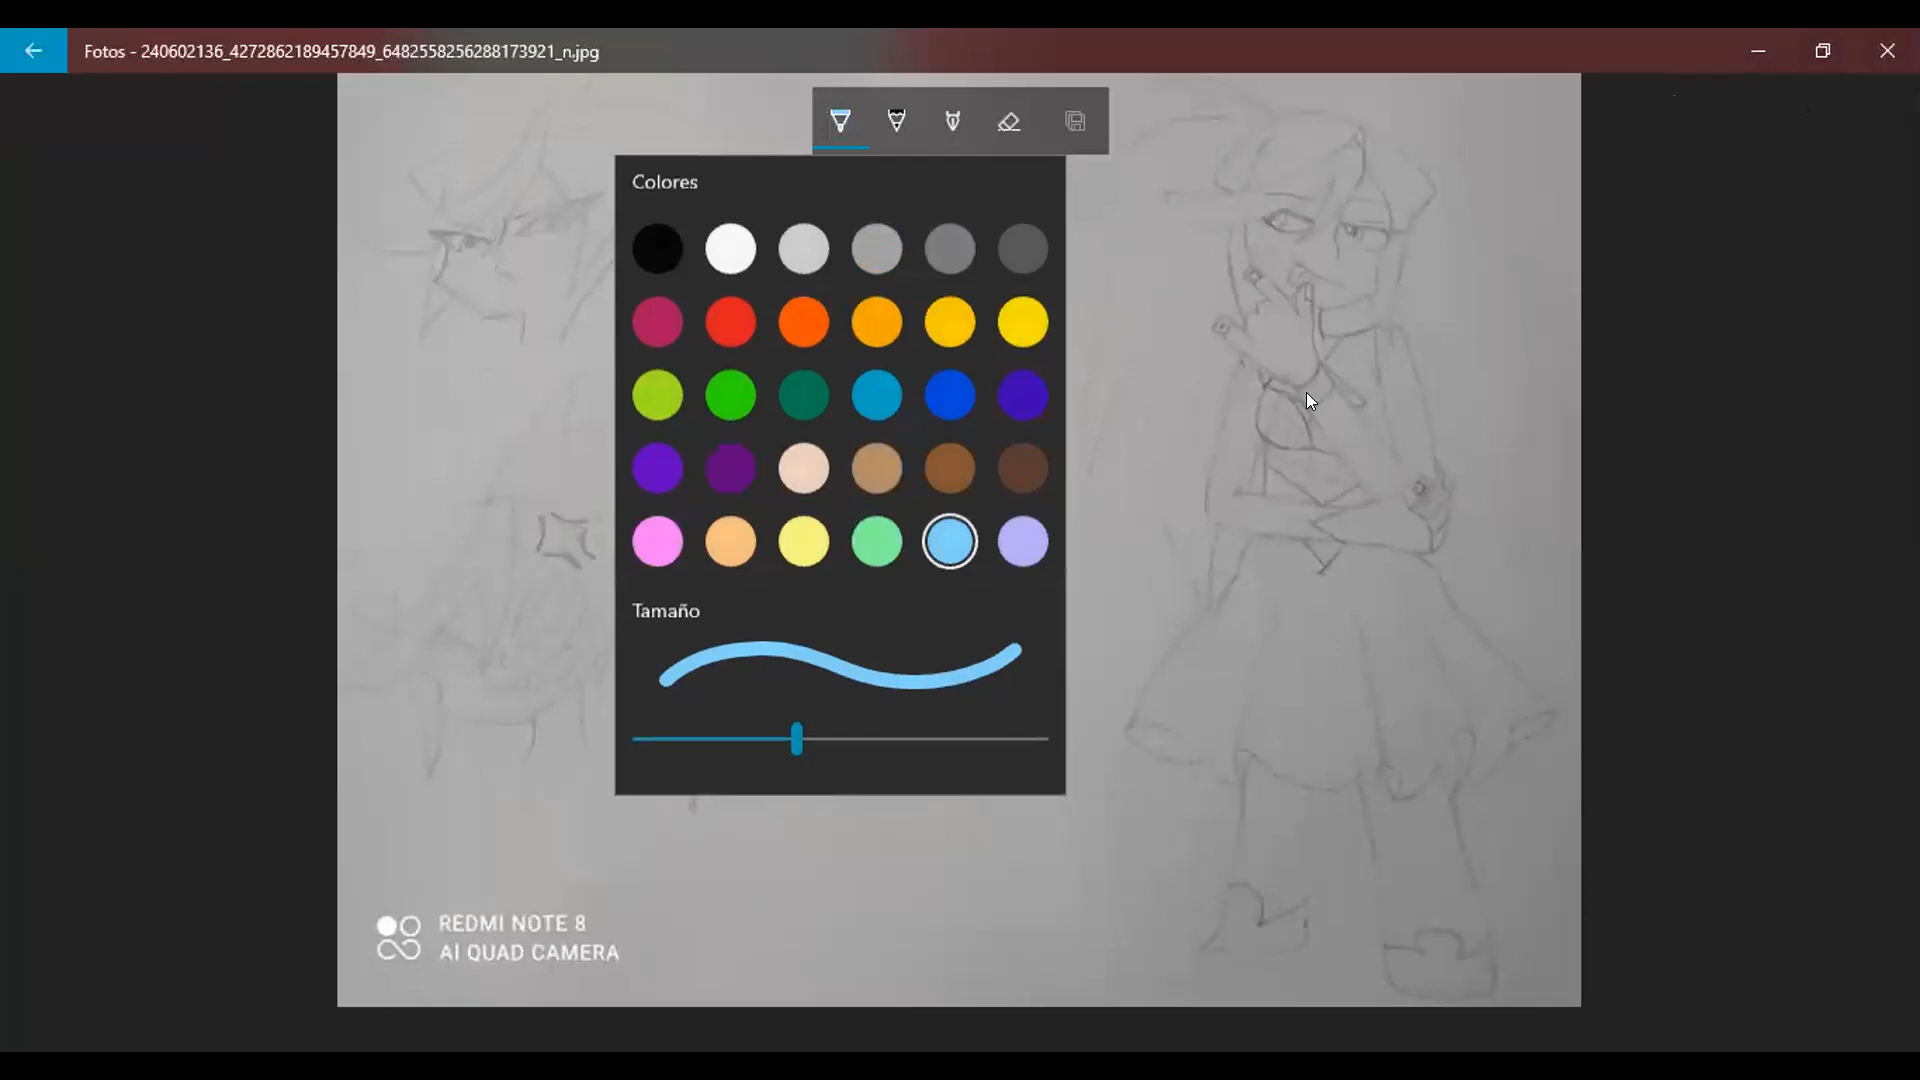 Fotos - 240602136_4272862189457849_6482558256288173921_n.jpg
Colores
Tamaño
REDMI NOTE 8
AI QUAD CAMERA